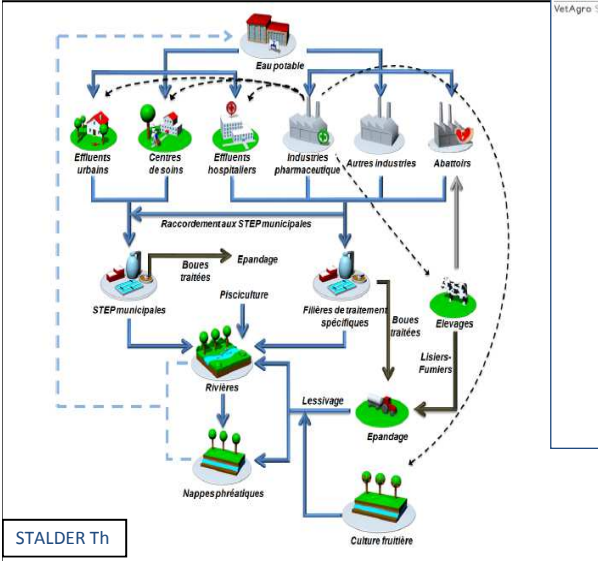 VetAgro S
Eau potable
Effluents
urbains
Centres
de soins
Effluents
hospitaliers
Industries
pharmaceutique
Autres industries
Abattoirs
Raccordement aux STEP municipales
Boues
traitées
Epandage
STEP municipales
Pisciculture
Filières de traitement
spécifiques
Boues
traitées
Elevages
Lisiers-
Fumiers
Rivières
Lessivage
Epandage
Nappes phréatiques
Culture fruitière
STALDER Th